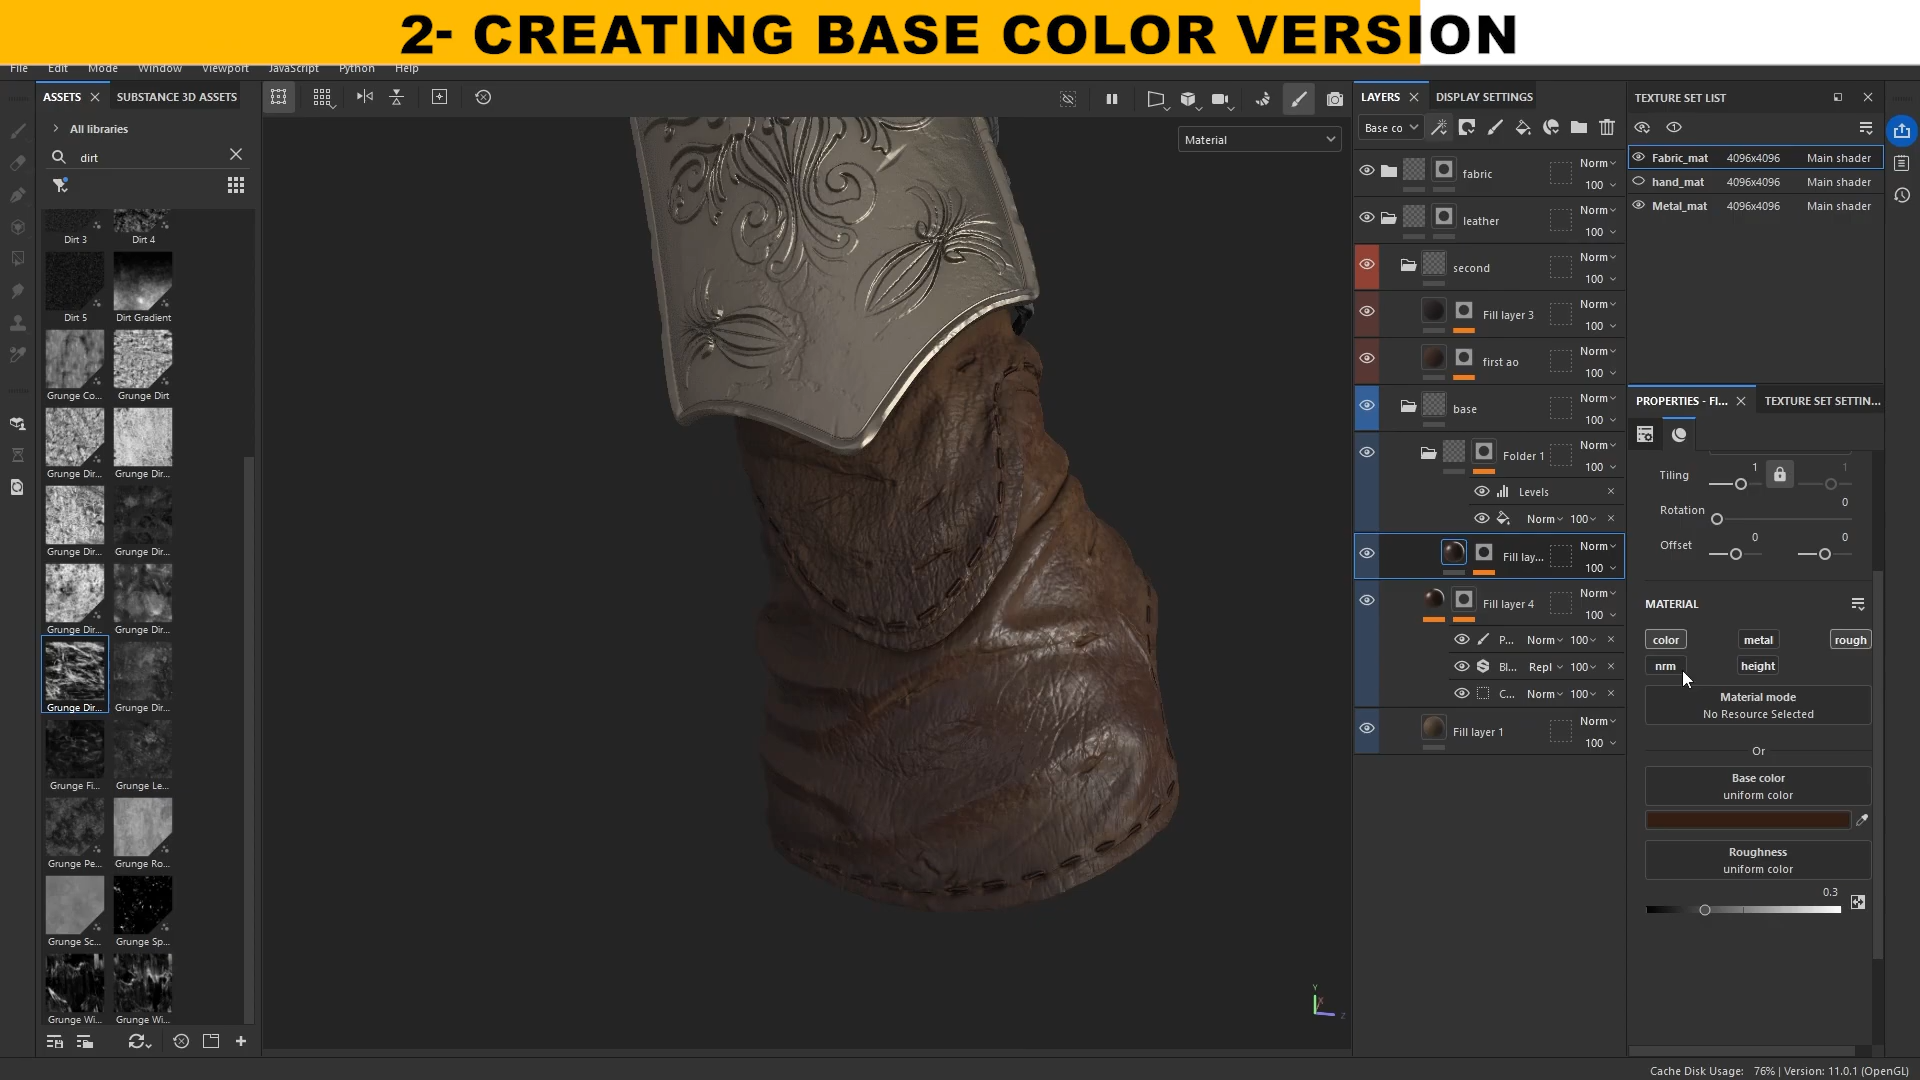 2- CREATING BASE COLOR VERSION
File Edit Mode Window Viewport JavaScript Python Help
ASSETS
SUBSTANCE 3D ASSETS
All libraries
dirt
Dirt 3
Dirt 4
Dirt 5
Dirt Gradient
Grunge Co...
Grunge Dirt
Grunge Dir...
Grunge Dir...
Grunge Dir...
Grunge Dir...
Grunge Dir...
Grunge Dir...
Grunge Dir...
Grunge Dir...
Grunge Fi...
Grunge Le...
Grunge Pe...
Grunge Ro...
Grunge Sc...
Grunge Sp...
Grunge Wi...
Grunge Wi...
Material
Y
X
Z
LAYERS
DISPLAY SETTINGS
Base co
fabric
Norm
100
leather
Norm
100
second
Norm
100
Fill layer 3
Norm
100
first ao
Norm
100
base
Norm
100
Folder 1
Norm
100
Levels
Norm 100
Fill lay...
Norm
100
Fill layer 4
Norm
100
P... Norm 100
Bl... Repl 100
C... Norm 100
Fill layer 1
Norm
100
TEXTURE SET LIST
Fabric_mat 4096x4096 Main shader
hand_mat 4096x4096 Main shader
Metal_mat 4096x4096 Main shader
PROPERTIES - FI...
TEXTURE SET SETTIN...
Tiling 1 1
Rotation 0
Offset 0 0
MATERIAL
color metal rough
nrm height
Material mode
No Resource Selected
Or
Base color
uniform color
Roughness
uniform color
0.3
Cache Disk Usage: 76% | Version: 11.0.1 (OpenGL)